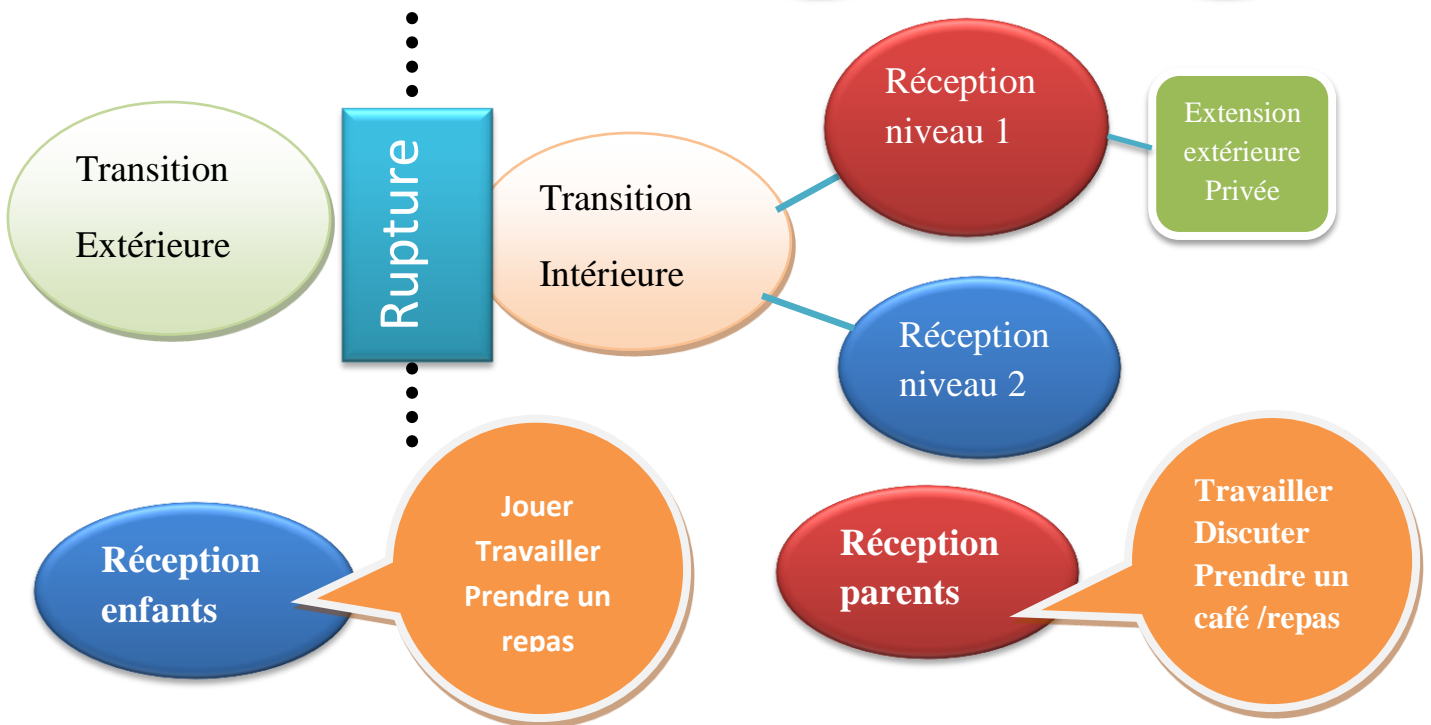 Transition
Extérieure
Rupture
Transition
Intérieure
Réception
niveau 1
Extension
extérieure
Privée
Réception
niveau 2
Réception
enfants
Jouer
Travailler
Prendre un
repas
Réception
parents
Travailler
Discuter
Prendre un
café /repas